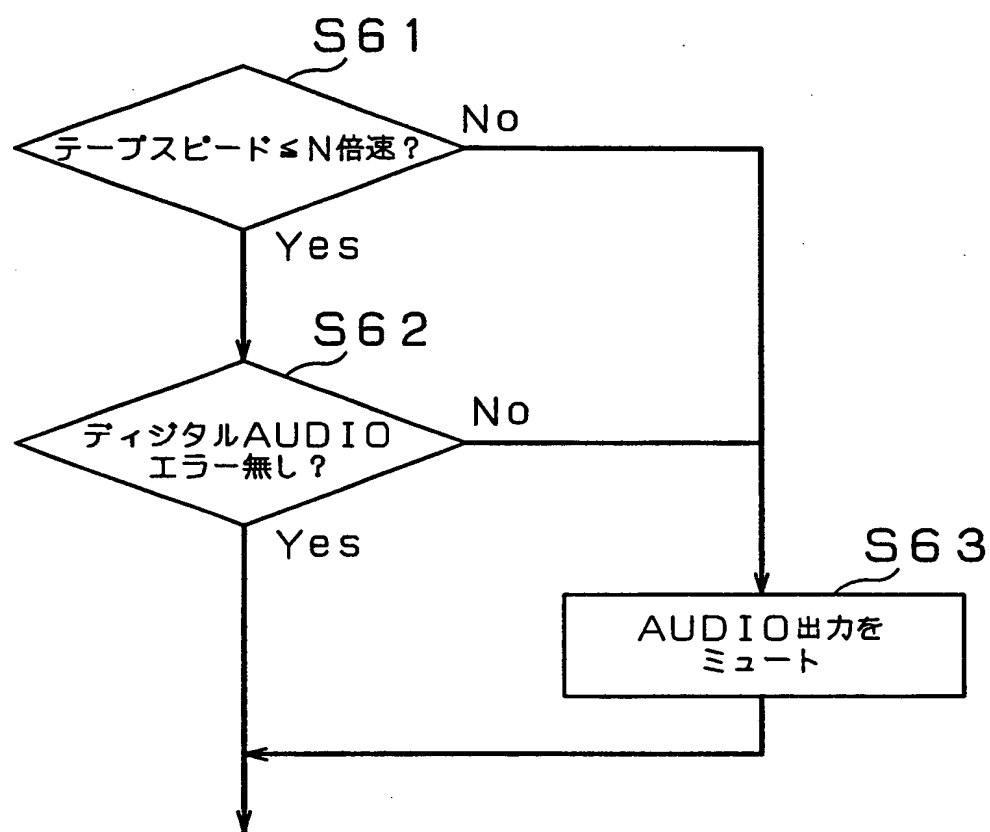 S61
テープスピード≦N倍速?
No
Yes
S62
ディジタルAUDIO
エラー無し?
No
Yes
S63
AUDIO出力を
ミュート